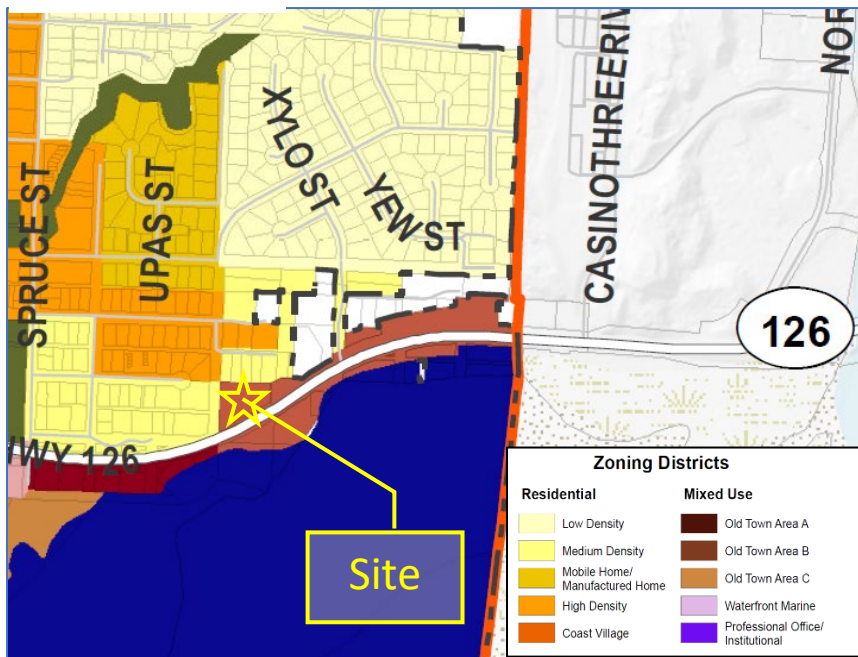 NOR
CASINOTHREERIV
XYLO ST
YEW ST
UPAS ST
SPRUCE ST
126
HWY 126
Site
Zoning Districts
Residential
Mixed Use
Low Density
Old Town Area A
Medium Density
Old Town Area B
Mobile Home/
Manufactured Home
Old Town Area C
High Density
Waterfront Marine
Coast Village
Professional Office/
Institutional